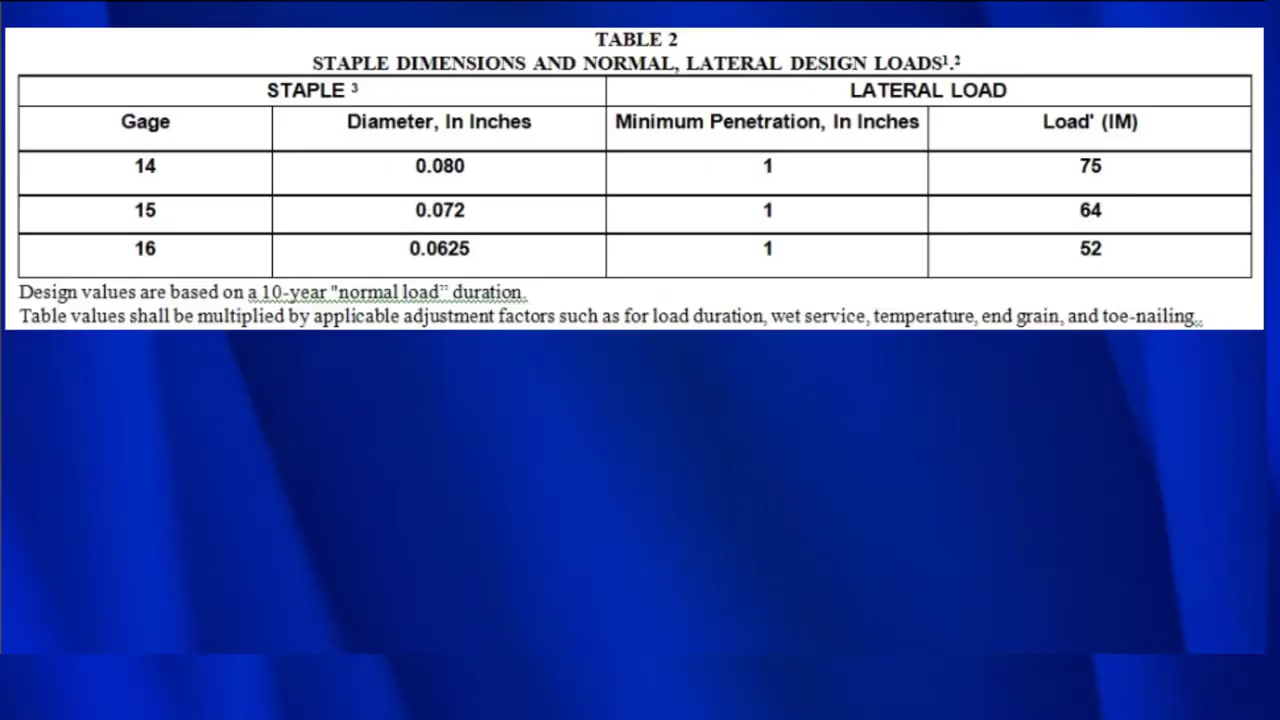 TABLE 2
STAPLE DIMENSIONS AND NORMAL, LATERAL DESIGN LOADS¹.²
STAPLE ³ LATERAL LOAD
Gage Diameter, In Inches Minimum Penetration, In Inches Load' (IM)
14 0.080 1 75
15 0.072 1 64
16 0.0625 1 52
Design values are based on a 10-year "normal load” duration.
Table values shall be multiplied by applicable adjustment factors such as for load duration, wet service, temperature, end grain, and toe-nailing..